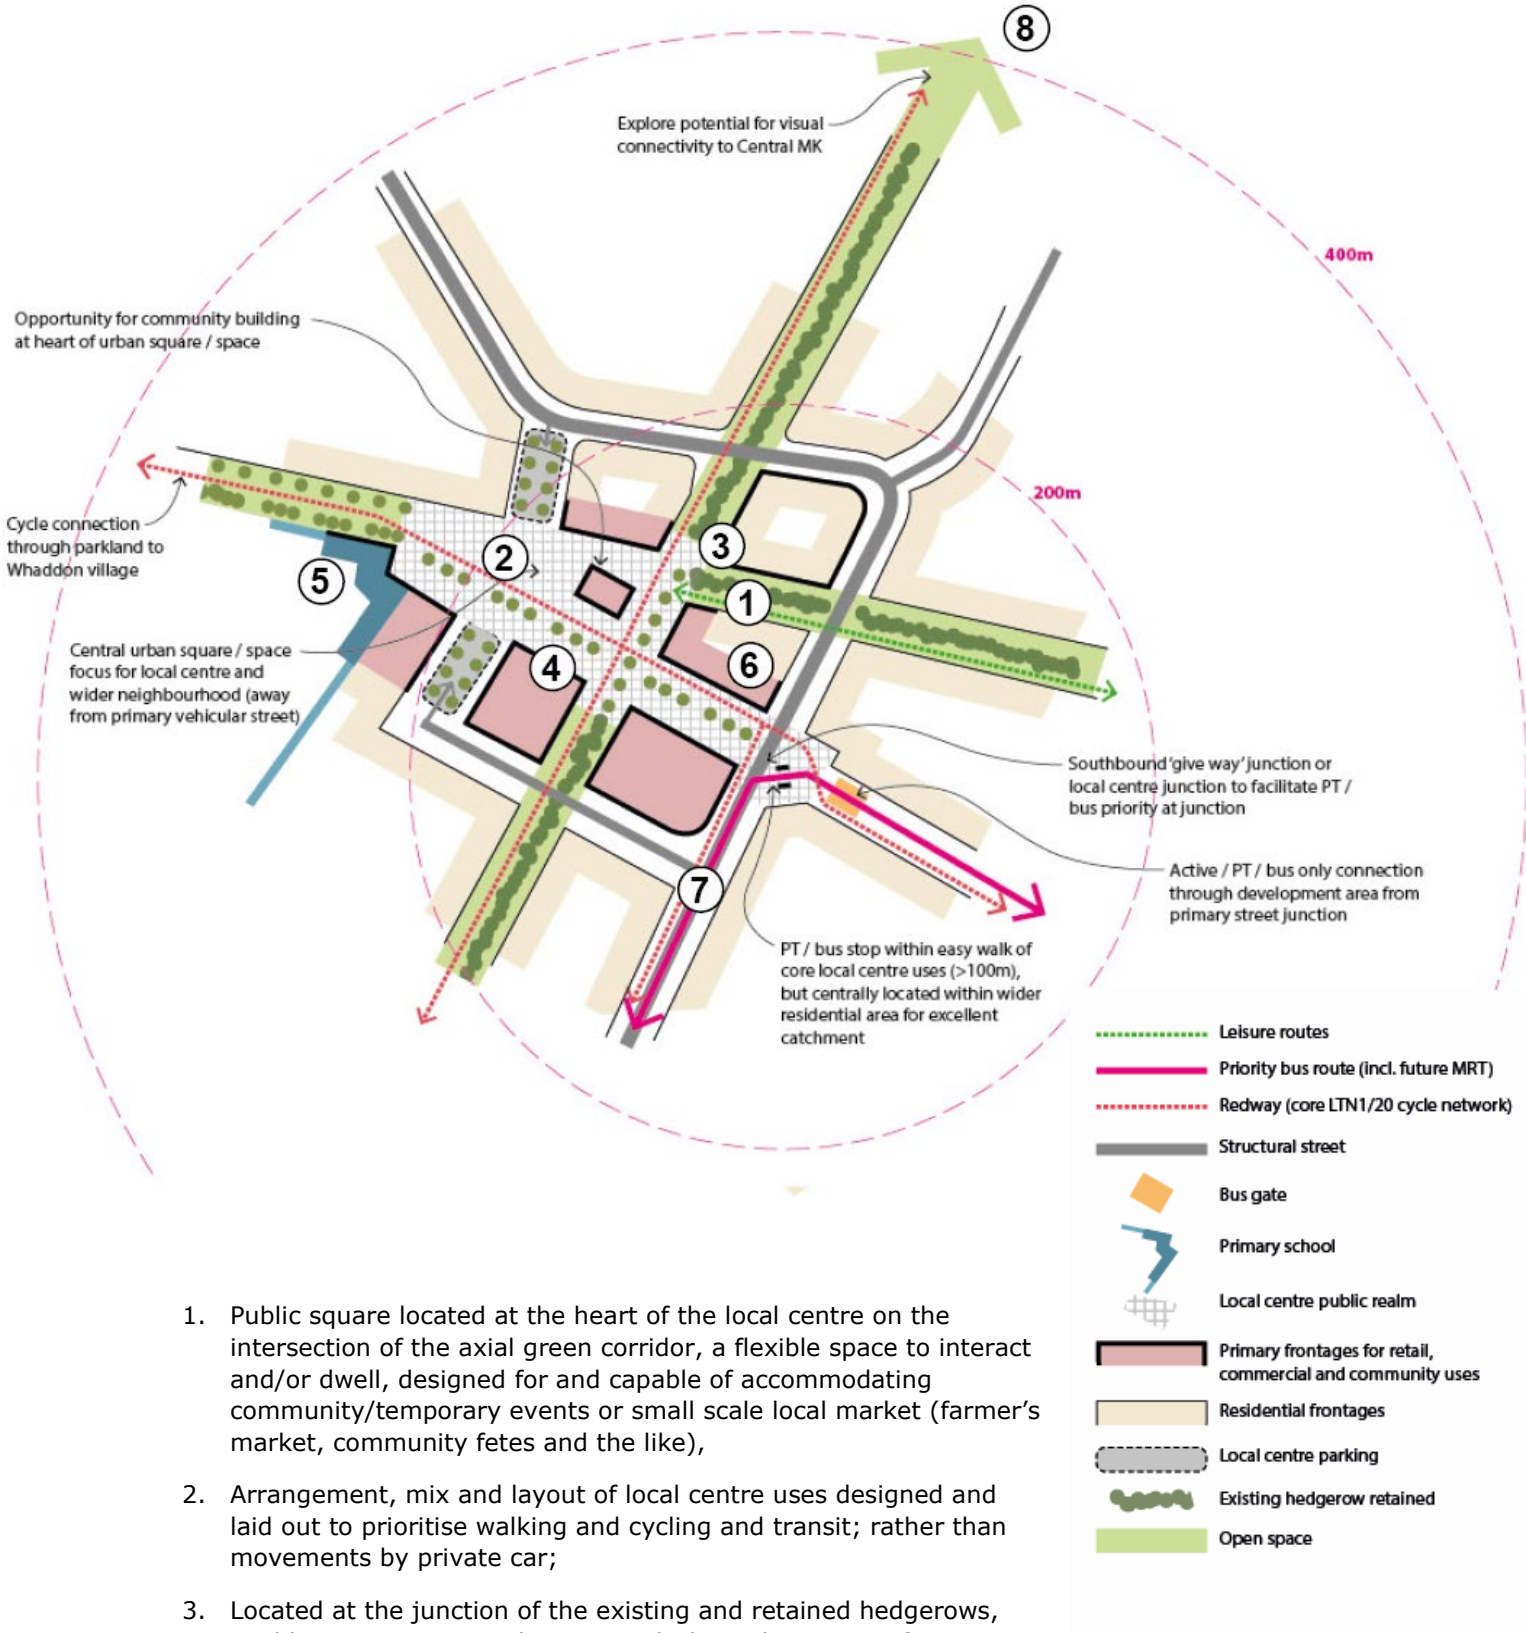 8
Explore potential for visual
connectivity to Central MK
400m
Opportunity for community building
at heart of urban square / space
200m
Cycle connection
through parkland to
Whaddon village
2
3
5
1
Central urban square / space
focus for local centre and
wider neighbourhood (away
from primary vehicular street)
4
6
Southbound 'give way' junction or
local centre junction to facilitate PT /
bus priority at junction
7
Active / PT / bus only connection
through development area from
primary street junction
PT / bus stop within easy walk of
core local centre uses (>100m),
but centrally located within wider
residential area for excellent
catchment
Leisure routes
Priority bus route (incl. future MRT)
Redway (core LTN1/20 cycle network)
Structural street
Bus gate
Primary school
Local centre public realm
Primary frontages for retail,
commercial and community uses
Residential frontages
Local centre parking
Existing hedgerow retained
Open space
1. Public square located at the heart of the local centre on the
intersection of the axial green corridor, a flexible space to interact
and/or dwell, designed for and capable of accommodating
community/temporary events or small scale local market (farmer's
market, community fetes and the like),
2. Arrangement, mix and layout of local centre uses designed and
laid out to prioritise walking and cycling and transit; rather than
movements by private car;
3. Located at the junction of the existing and retained hedgerows,